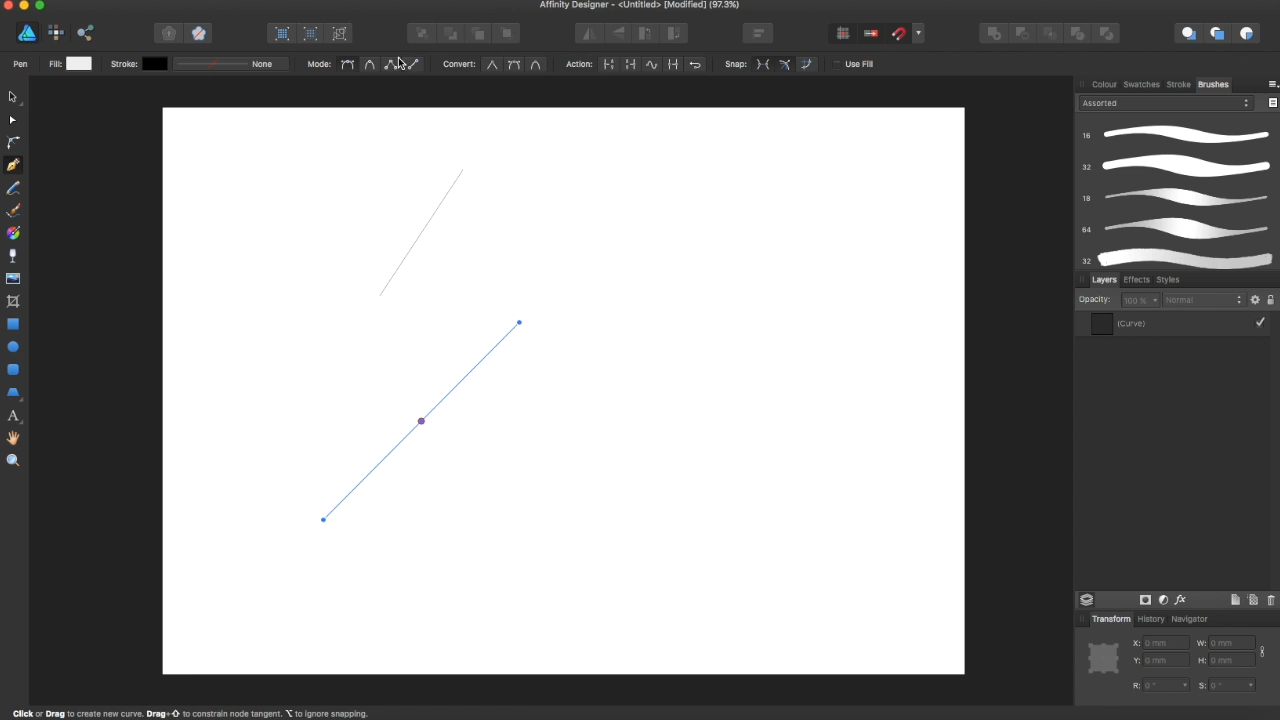 Affinity Designer - <Untitled> [Modified] (97.3%)
Pen Fill: Stroke: None Mode: Convert: Action: Snap: Use Fill
Colour Swatches Stroke Brushes
Assorted
16
32
18
64
32
Layers Effects Styles
Opacity: 100 % Normal
(Curve)
fx
A
Transform History Navigator
X: 0 mm W: 0 mm
Y: 0 mm H: 0 mm
R: 0 ° S: 0 °
Click or Drag to create new curve. Drag+⇧ to constrain node tangent. ⌥ to ignore snapping.